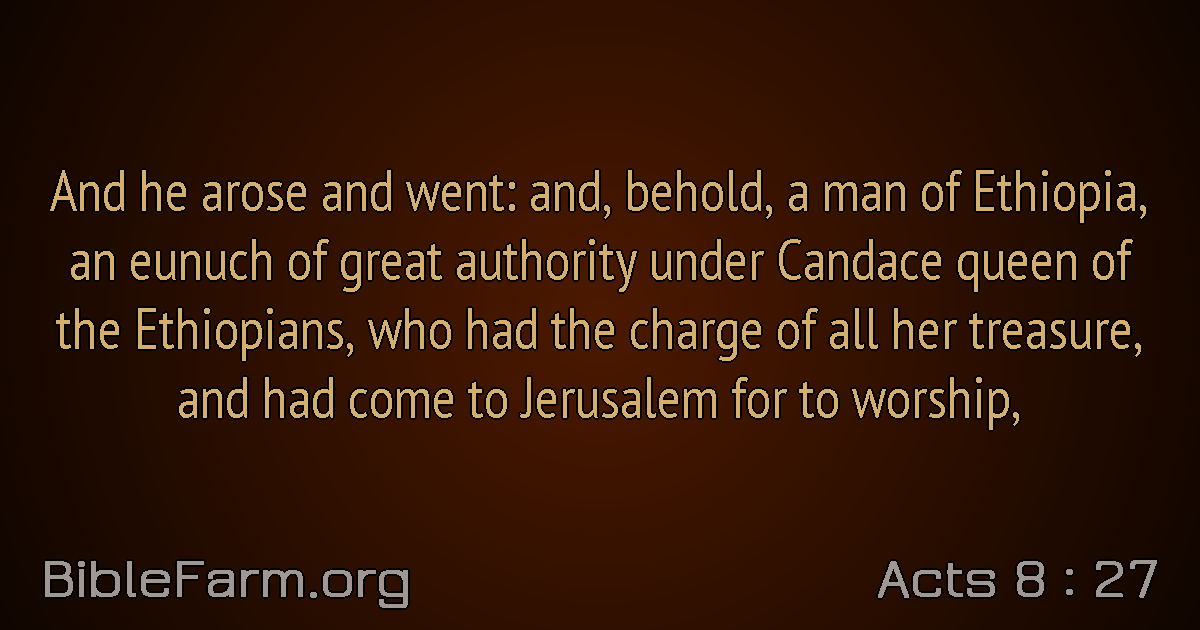 And he arose and went: and, behold, a man of Ethiopia,
an eunuch of great authority under Candace queen of
the Ethiopians, who had the charge of all her treasure,
and had come to Jerusalem for to worship,
BibleFarm.org
Acts 8 : 27